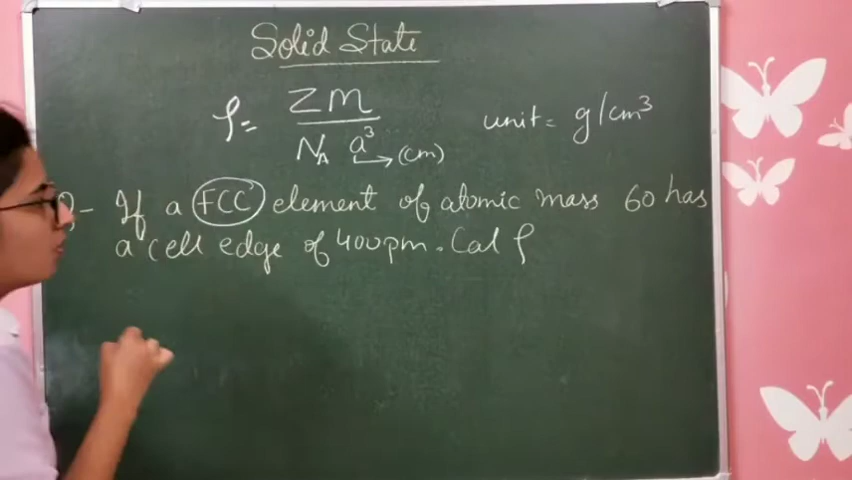 Solid State
ρ = ZM / N_A a³ → (cm)    unit = g/cm³
Q- If a FCC element of atomic mass 60 has
a cell edge of 400pm. Cal ρ